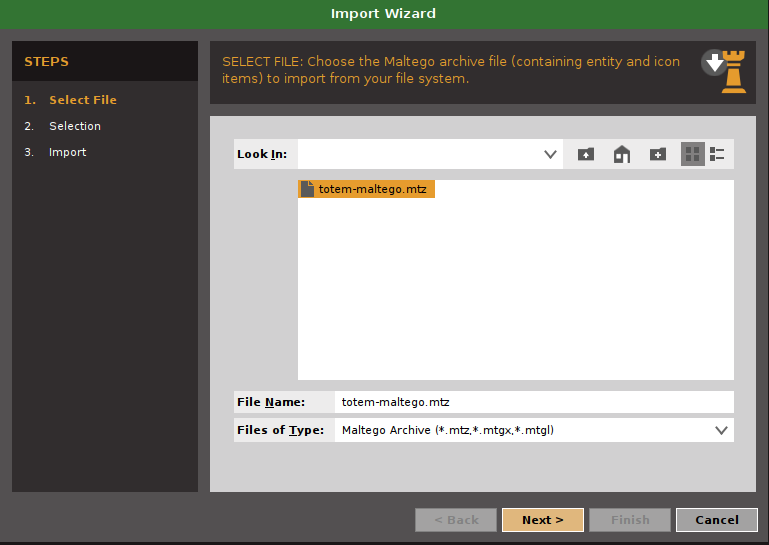 Import Wizard
STEPS
1. Select File
2. Selection
3. Import
SELECT FILE: Choose the Maltego archive file (containing entity and icon
items) to import from your file system.
Look In:
totem-maltego.mtz
File Name: totem-maltego.mtz
Files of Type: Maltego Archive (*.mtz,*.mtgx,*.mtgl)
< Back Next > Finish Cancel